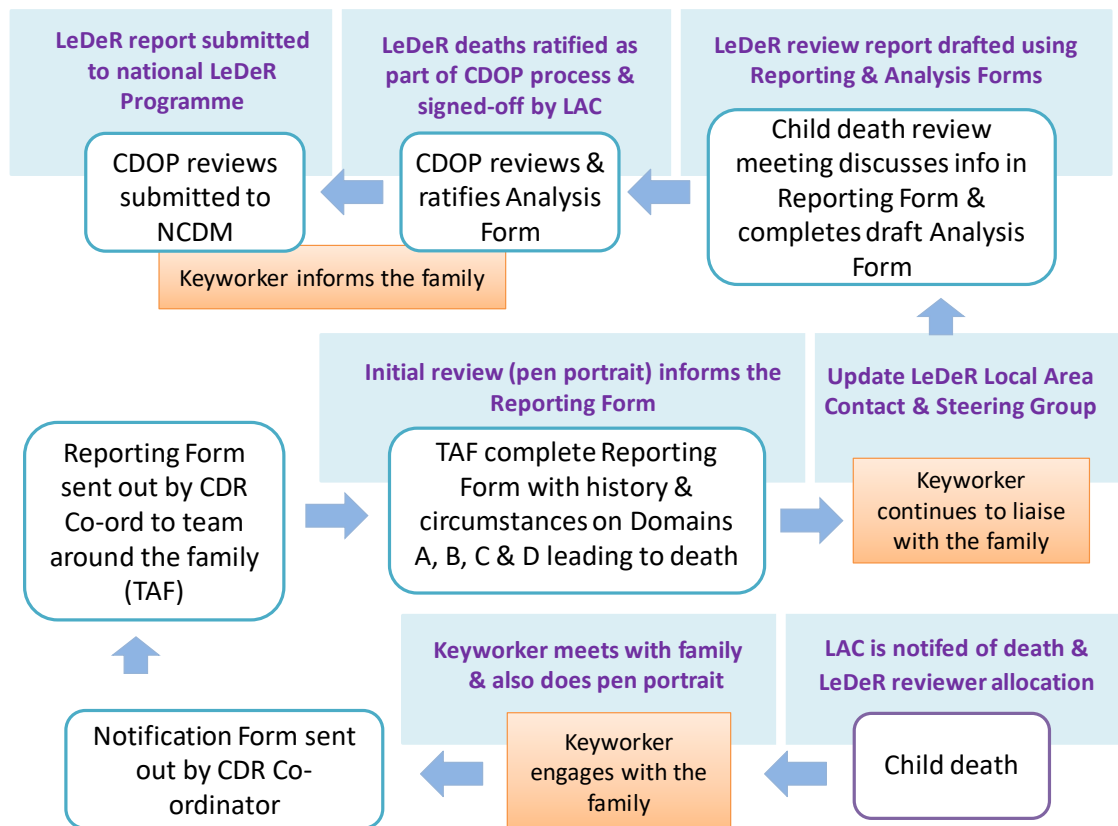 LeDeR report submitted
to national LeDeR
Programme
CDOP reviews
submitted to
NCDM
LeDeR deaths ratified as
part of CDOP process &
signed-off by LAC
CDOP reviews &
ratifies Analysis
Form
Keyworker informs the family
LeDeR review report drafted using
Reporting & Analysis Forms
Child death review
meeting discusses info in
Reporting Form &
completes draft Analysis
Form
Reporting Form
sent out by CDR
Co-ord to team
around the family
(TAF)
Initial review (pen portrait) informs the
Reporting Form
TAF complete Reporting
Form with history &
circumstances on Domains
A, B, C & D leading to death
Update LeDeR Local Area
Contact & Steering Group
Keyworker
continues to liaise
with the family
Notification Form sent
out by CDR Co-
ordinator
Keyworker meets with family
& also does pen portrait
Keyworker
engages with the
family
LAC is notifed of death &
LeDeR reviewer allocation
Child death